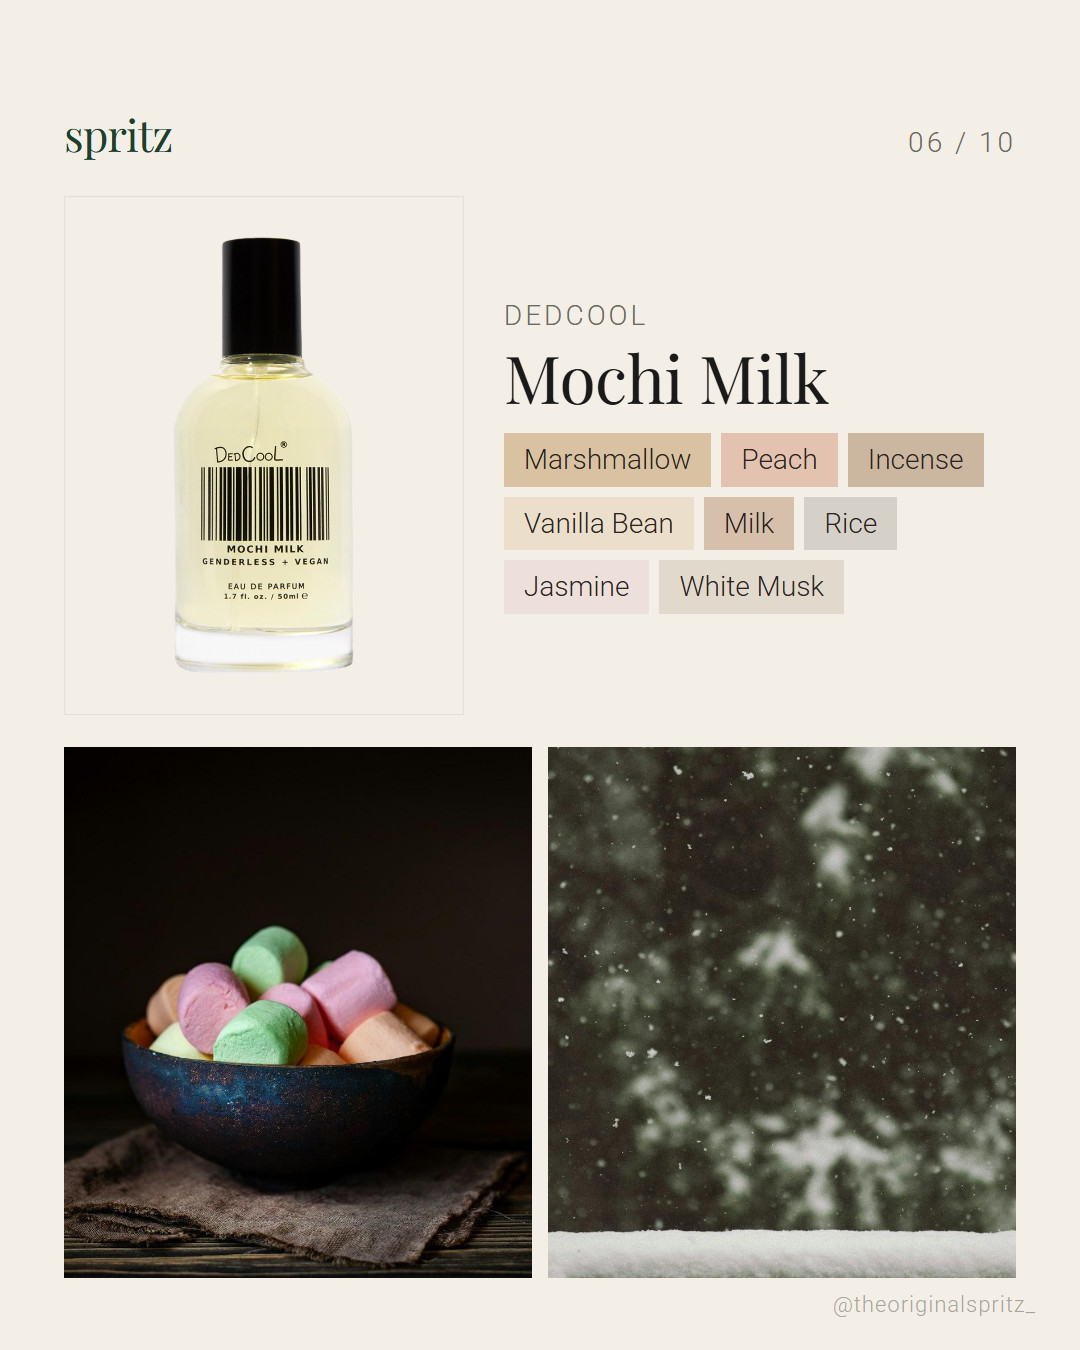 spritz
06 / 10
DEDCOOL
Mochi Milk
Marshmallow Peach Incense
Vanilla Bean Milk Rice
Jasmine White Musk
DEDCOOL®
MOCHI MILK
GENDERLESS + VEGAN
EAU DE PARFUM
1.7 fl. oz. / 50ml ℮
@theoriginalspritz_